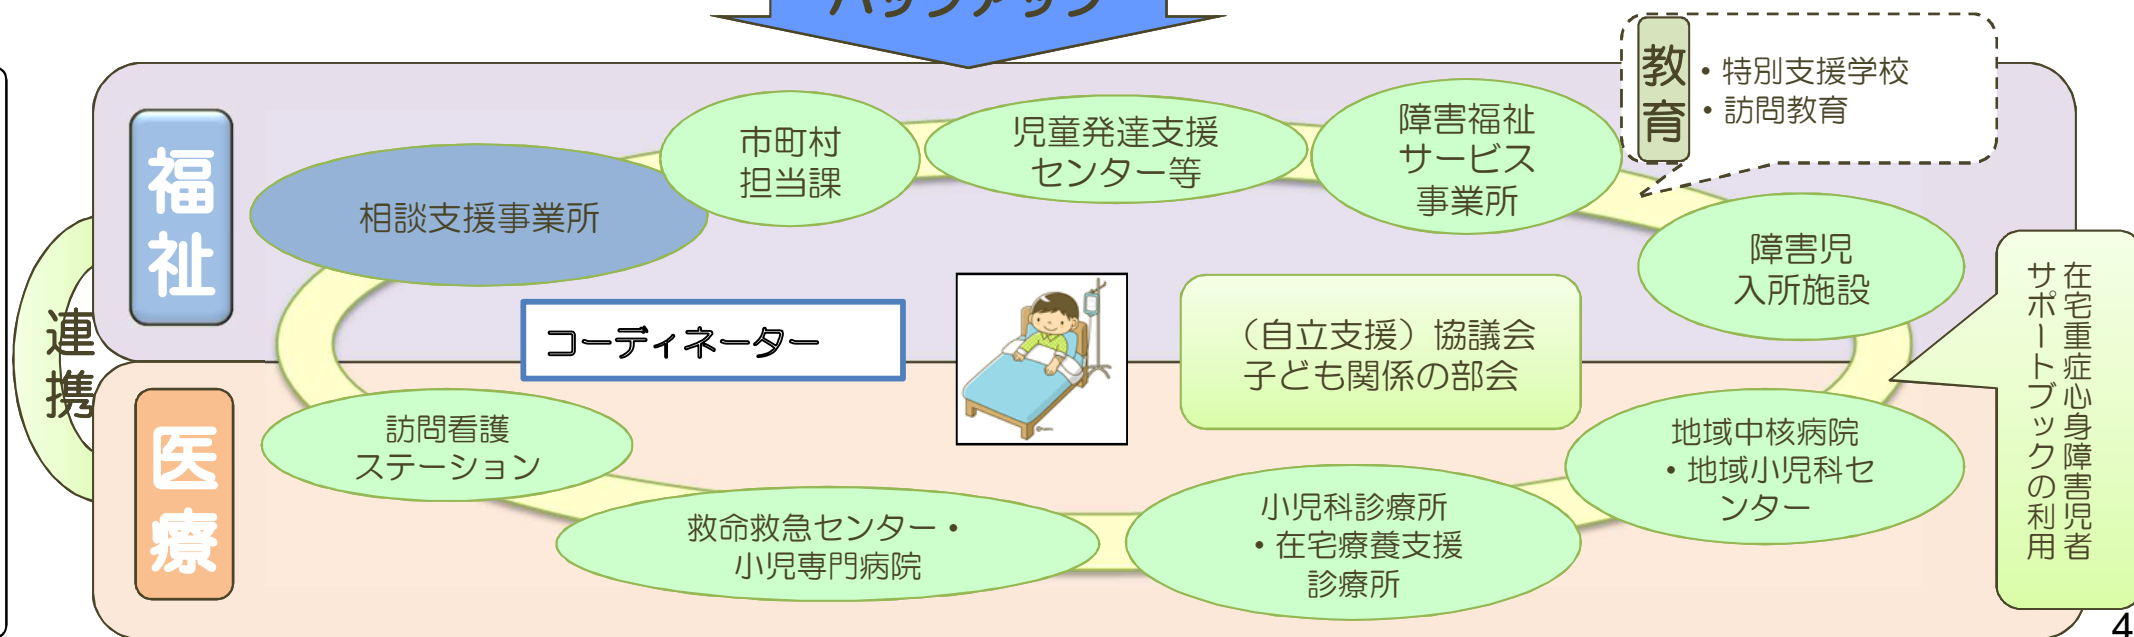 バックアップ
教育
・特別支援学校
・訪問教育
福祉
相談支援事業所
市町村
担当課
児童発達支援
センター等
障害福祉
サービス
事業所
障害児
入所施設
連携
コーディネーター
（自立支援）協議会
子ども関係の部会
在宅重症心身障害児者
サポートブックの利用
医療
訪問看護
ステーション
救命救急センター・
小児専門病院
小児科診療所
・在宅療養支援
診療所
地域中核病院
・地域小児科セ
ンター
4